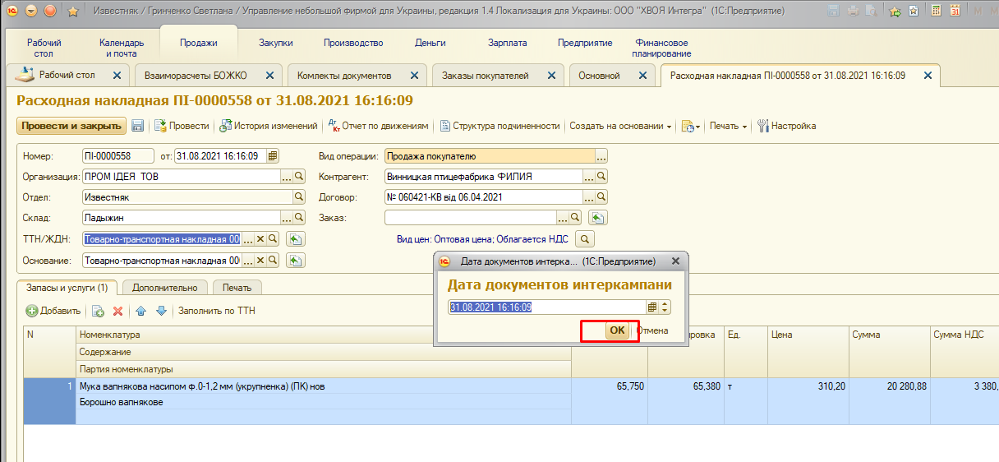 Известняк / Гринченко Светлана / Управление небольшой фирмой для Украины, редакция 1.4 Локализация для Украины: ООО "ХВОЯ Интегра" (1С:Предприятие)
Рабочий стол
Календарь и почта
Продажи
Закупки
Производство
Деньги
Зарплата
Предприятие
Финансовое планирование
Рабочий стол
Взаиморасчеты БОЖКО
Комлекты документов
Заказы покупателей
Основной
Расходная накладная ПІ-0000558 от 31.08.2021 16:16:09
Расходная накладная ПІ-0000558 от 31.08.2021 16:16:09
Провести и закрыть
Провести
История изменений
Дт Кт Отчет по движениям
Структура подчиненности
Создать на основании
Печать
Настройка
Номер: ПІ-0000558 от: 31.08.2021 16:16:09
Вид операции: Продажа покупателю ...
Организация: ПРОМ ІДЕЯ ТОВ ...
Контрагент: Винницкая птицефабрика ФИЛИЯ ...
Отдел: Известняк
Договор: № 060421-КВ від 06.04.2021 ...
Склад: Ладыжин ...
Заказ: ...
ТТН/ЖДН: Товарно-транспортная накладная 00 ...
Вид цен: Оптовая цена; Облагается НДС
Основание: Товарно-транспортная накладная 00 ...
Дата документов интерка... (1С:Предприятие)
Дата документов интеркампани
31.08.2021 16:16:09
OK
Отмена
Запасы и услуги (1)
Дополнительно
Печать
Добавить
Заполнить по ТТН
N
Номенклатура
Содержание
Партия номенклатуры
ровка
Ед.
Цена
Сумма
Сумма НДС
1
Мука вапнякова насипом ф.0-1,2 мм (укрупненка) (ПК) нов
65,750
65,380
т
310,20
20 280,88
3 380,
Борошно вапнякове